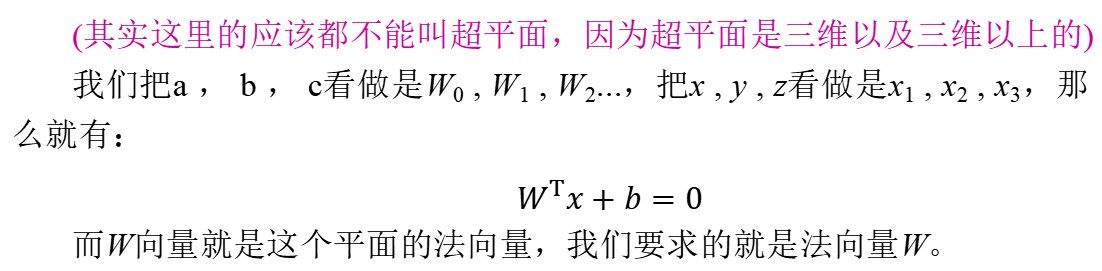 (其实这里的应该都不能叫超平面，因为超平面是三维以及三维以上的)
我们把a ， b ， c看做是W₀ , W₁ , W₂...，把x , y , z看做是x₁ , x₂ , x₃，那
么就有：
Wᵀx + b = 0
而W向量就是这个平面的法向量，我们要求的就是法向量W。